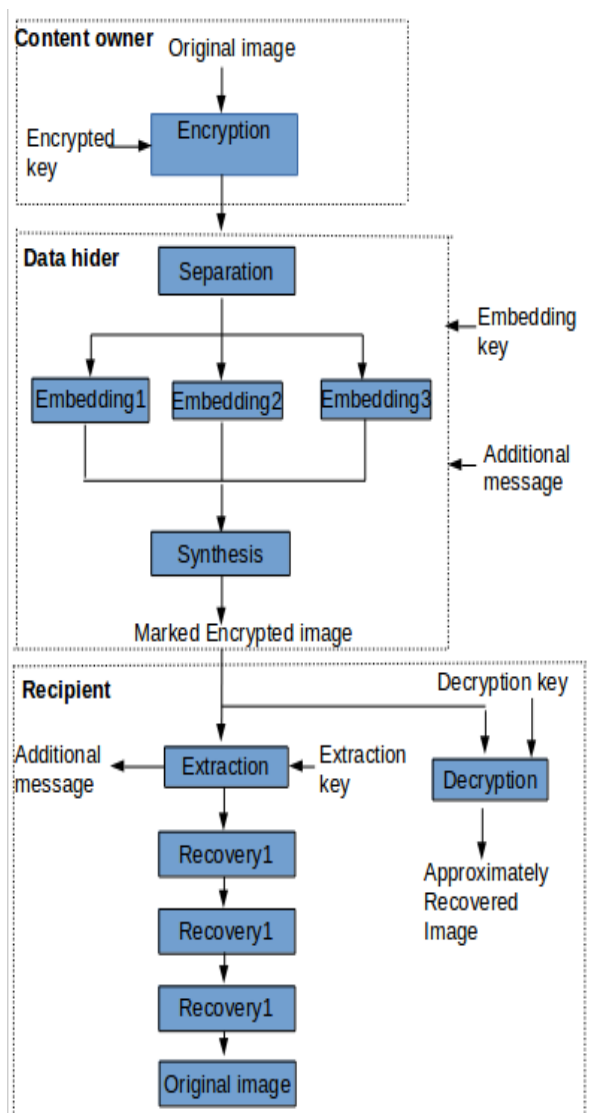 Content owner
Original image
Encrypted
key
Encryption
Data hider
Separation
Embedding
key
Embedding1
Embedding2
Embedding3
Additional
message
Synthesis
Marked Encrypted image
Recipient
Decryption key
Additional
message
Extraction
Extraction
key
Decryption
Recovery1
Approximately
Recovered
Image
Recovery1
Recovery1
Original image